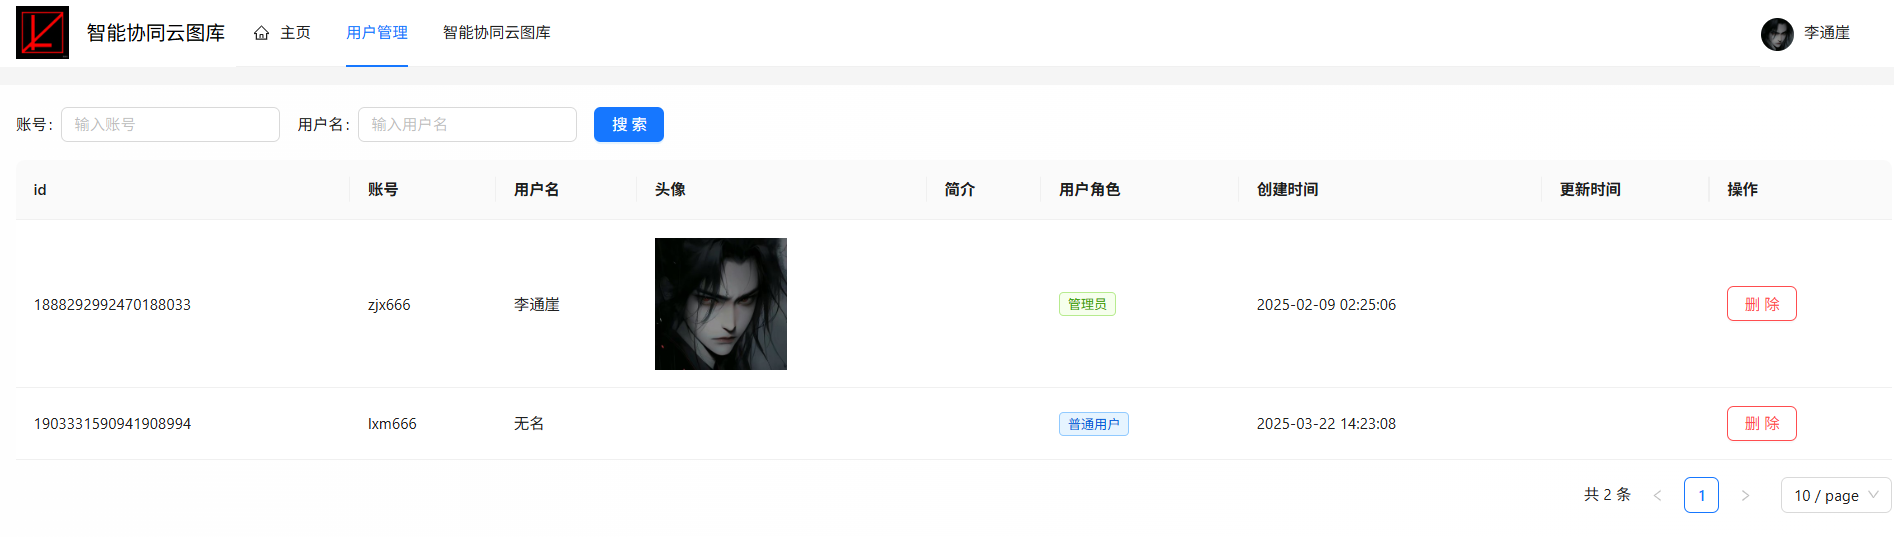 智能协同云图库 主页 用户管理 智能协同云图库 李通崖
账号: 输入账号 用户名: 输入用户名 搜 索
id 账号 用户名 头像 简介 用户角色 创建时间 更新时间 操作
1888292992470188033 zjx666 李通崖 管理员 2025-02-09 02:25:06 删 除
1903331590941908994 lxm666 无名 普通用户 2025-03-22 14:23:08 删 除
共 2 条 < 1 > 10 / page